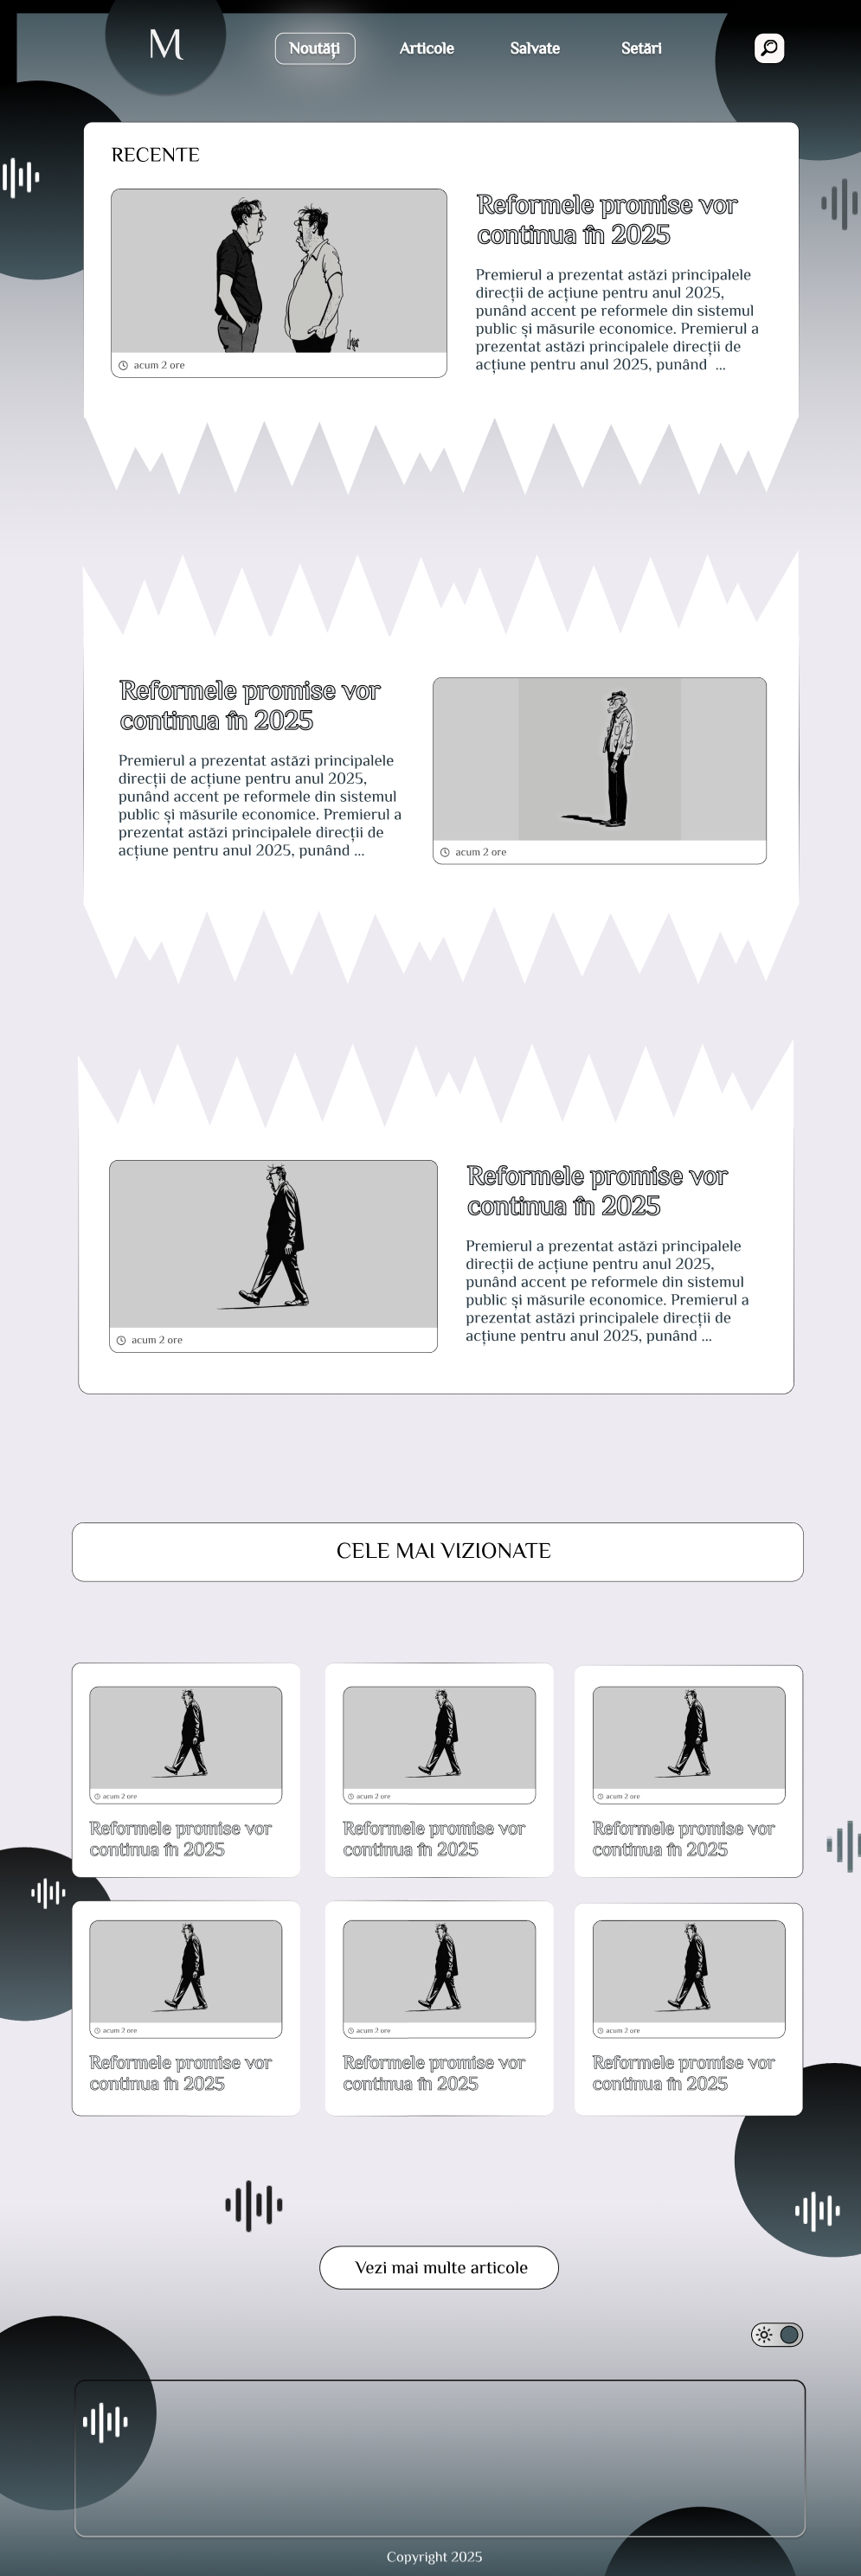 M
Noutăți
Articole
Salvate
Setări
RECENTE
Reformele promise vor
continua în 2025
Premierul a prezentat astăzi principalele
direcții de acțiune pentru anul 2025,
punând accent pe reformele din sistemul
public și măsurile economice. Premierul a
prezentat astăzi principalele direcții de
acțiune pentru anul 2025, punând ...
acum 2 ore
Reformele promise vor
continua în 2025
Premierul a prezentat astăzi principalele
direcții de acțiune pentru anul 2025,
punând accent pe reformele din sistemul
public și măsurile economice. Premierul a
prezentat astăzi principalele direcții de
acțiune pentru anul 2025, punând ...
acum 2 ore
Reformele promise vor
continua în 2025
Premierul a prezentat astăzi principalele
direcții de acțiune pentru anul 2025,
punând accent pe reformele din sistemul
public și măsurile economice. Premierul a
prezentat astăzi principalele direcții de
acțiune pentru anul 2025, punând ...
acum 2 ore
CELE MAI VIZIONATE
acum 2 ore
Reformele promise vor
continua în 2025
acum 2 ore
Reformele promise vor
continua în 2025
acum 2 ore
Reformele promise vor
continua în 2025
acum 2 ore
Reformele promise vor
continua în 2025
acum 2 ore
Reformele promise vor
continua în 2025
acum 2 ore
Reformele promise vor
continua în 2025
Vezi mai multe articole
Copyright 2025